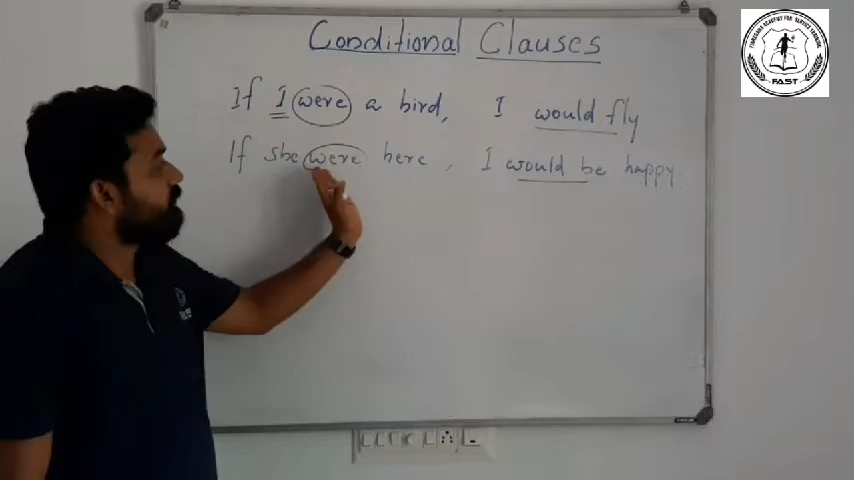 Conditional Clauses
If I were a bird, I would fly
If she were here, I would be happy
FAST